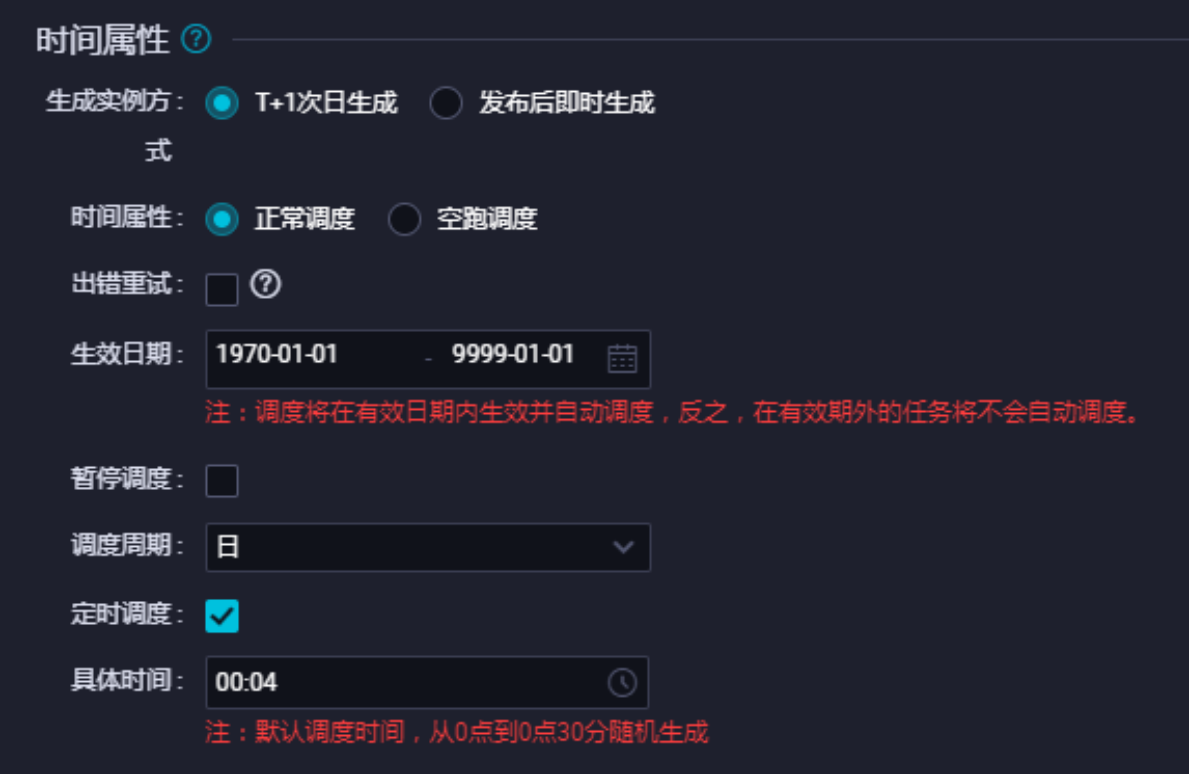 时间属性 ?
生成实例方式： T+1次日生成 发布后即时生成
时间属性： 正常调度 空跑调度
出错重试： ?
生效日期： 1970-01-01 - 9999-01-01
注：调度将在有效日期内生效并自动调度，反之，在有效期外的任务将不会自动调度。
暂停调度：
调度周期： 日
定时调度：
具体时间： 00:04
注：默认调度时间，从0点到0点30分随机生成